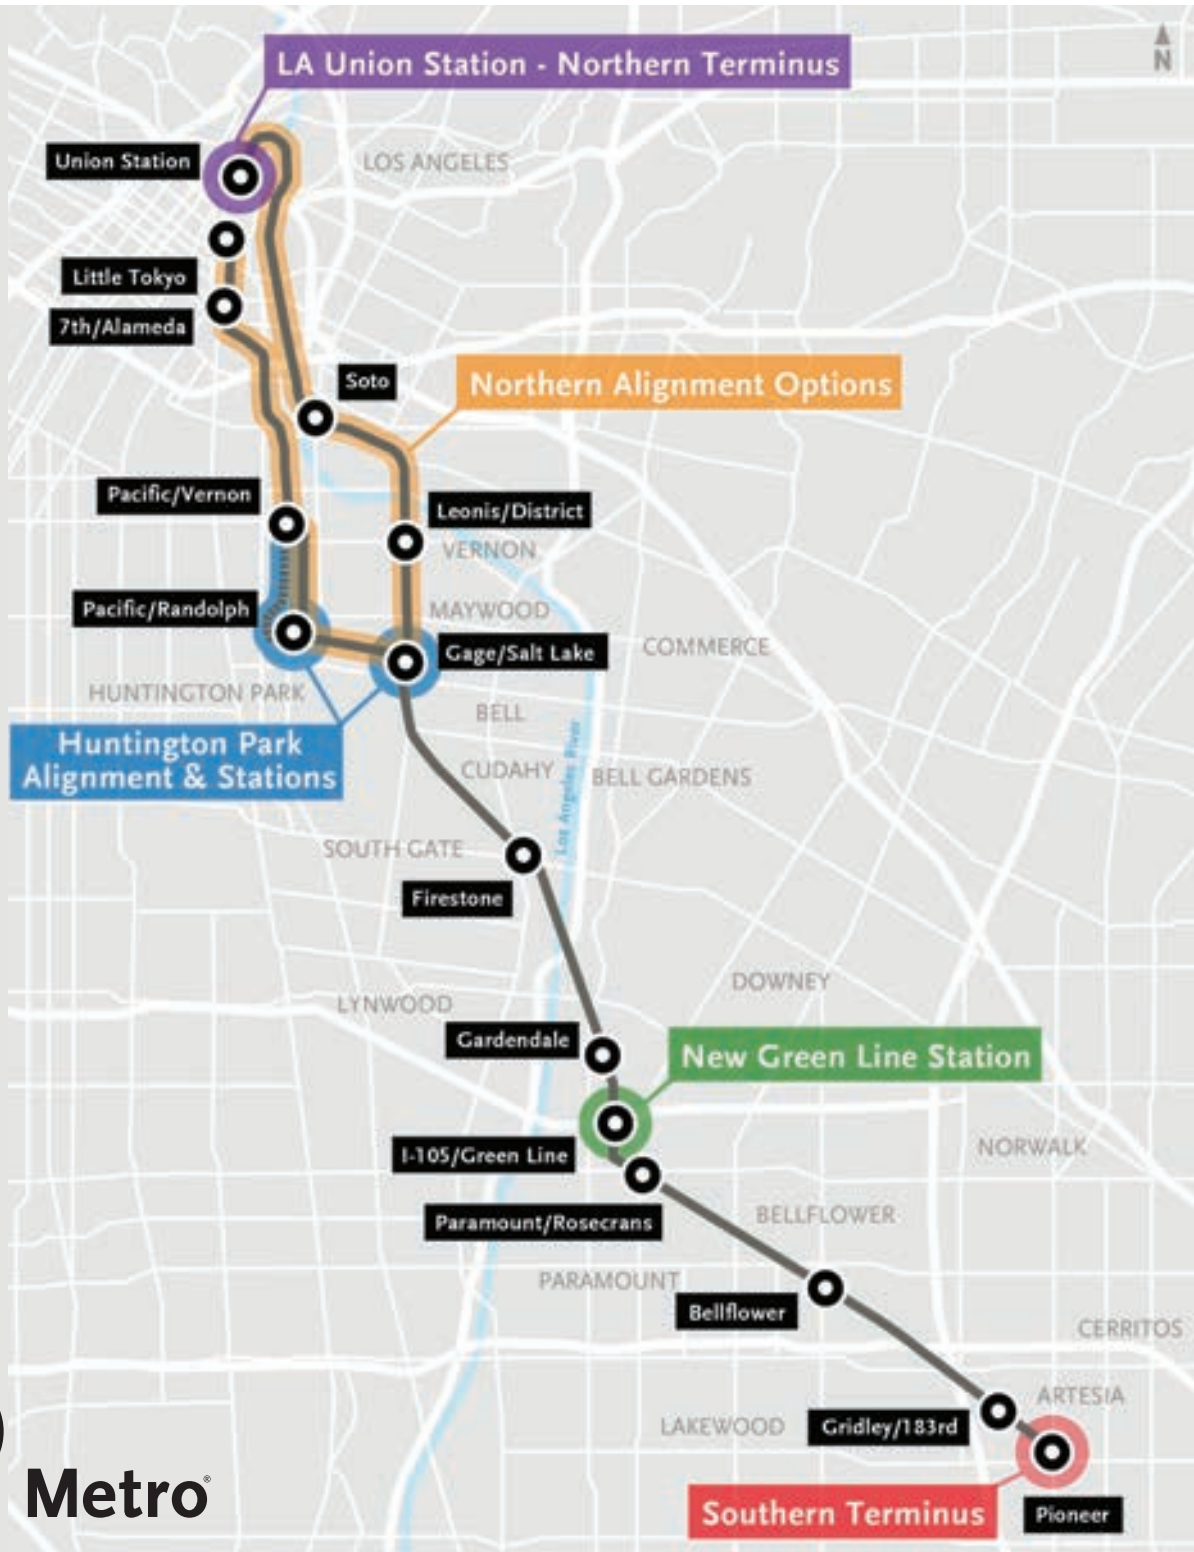 LA Union Station - Northern Terminus
N
Union Station
LOS ANGELES
Little Tokyo
7th/Alameda
Soto
Northern Alignment Options
Pacific/Vernon
Leonis/District
VERNON
Pacific/Randolph
MAYWOOD
Gage/Salt Lake
COMMERCE
HUNTINGTON PARK
BELL
Huntington Park
Alignment & Stations
CUDAHY
BELL GARDENS
Los Angeles River
SOUTH GATE
Firestone
DOWNEY
LYNWOOD
Gardendale
New Green Line Station
I-105/Green Line
NORWALK
Paramount/Rosecrans
BELLFLOWER
PARAMOUNT
Bellflower
CERRITOS
ARTESIA
LAKEWOOD
Gridley/183rd
Metro®
Southern Terminus
Pioneer